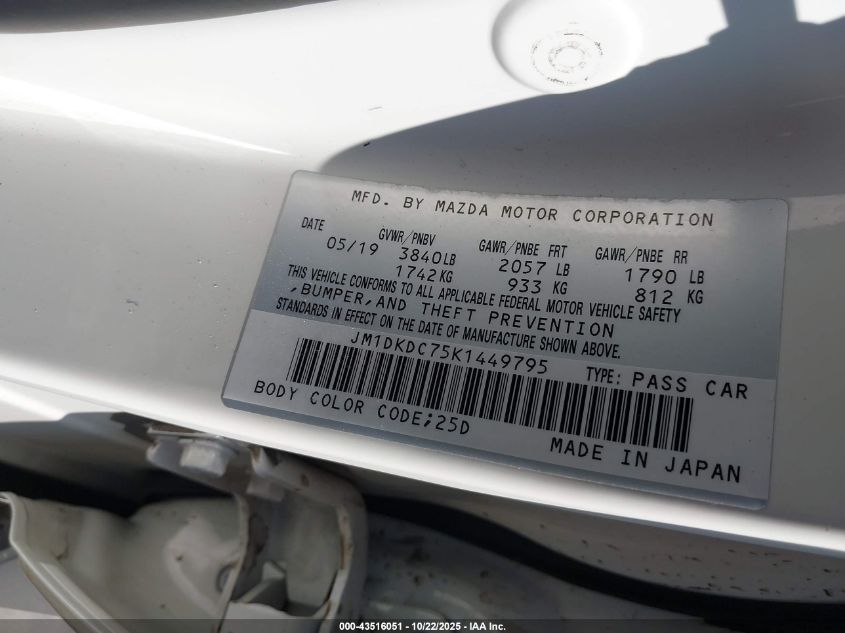 MFD. BY MAZDA MOTOR CORPORATION
DATE GVWR/PNBV GAWR/PNBE FRT GAWR/PNBE RR
05/19 3840LB 2057 LB 1790 LB
1742KG 933 KG 812 KG
THIS VEHICLE CONFORMS TO ALL APPLICABLE FEDERAL MOTOR VEHICLE SAFETY
,BUMPER,AND THEFT PREVENTION
STANDARDS IN EFFECT ON THE DATE OF MANUFACTURE SHOWN ABOVE.
JM1DKDC75K1449795 TYPE: PASS CAR
BODY COLOR CODE;25D
MADE IN JAPAN
000-43516051 - 10/22/2025 - IAA Inc.